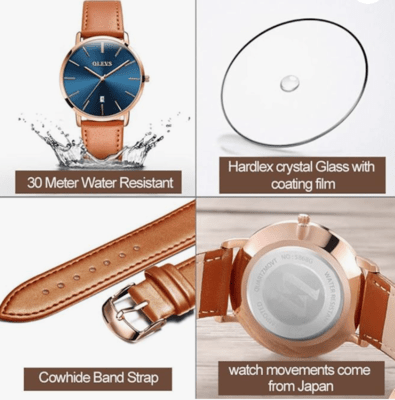 OLEVS
30 Meter Water Resistant
Hardlex crystal Glass with
coating film
Cowhide Band Strap
watch movements come
from Japan